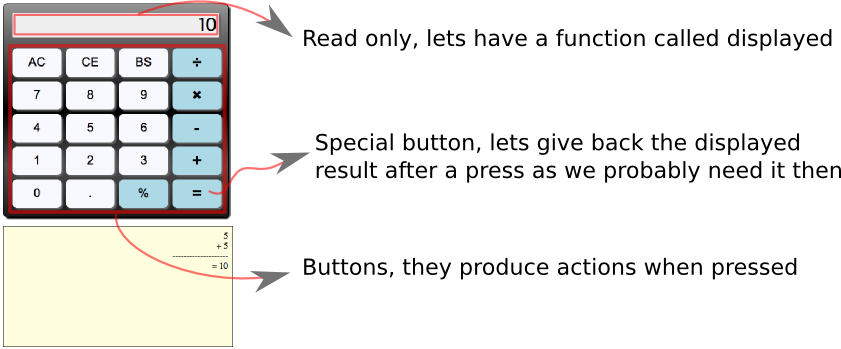 10
Read only, lets have a function called displayed
AC CE BS ÷
7 8 9 ×
4 5 6 -
1 2 3 +
0 . % =
Special button, lets give back the displayed
result after a press as we probably need it then
5
+ 5
= 10
Buttons, they produce actions when pressed